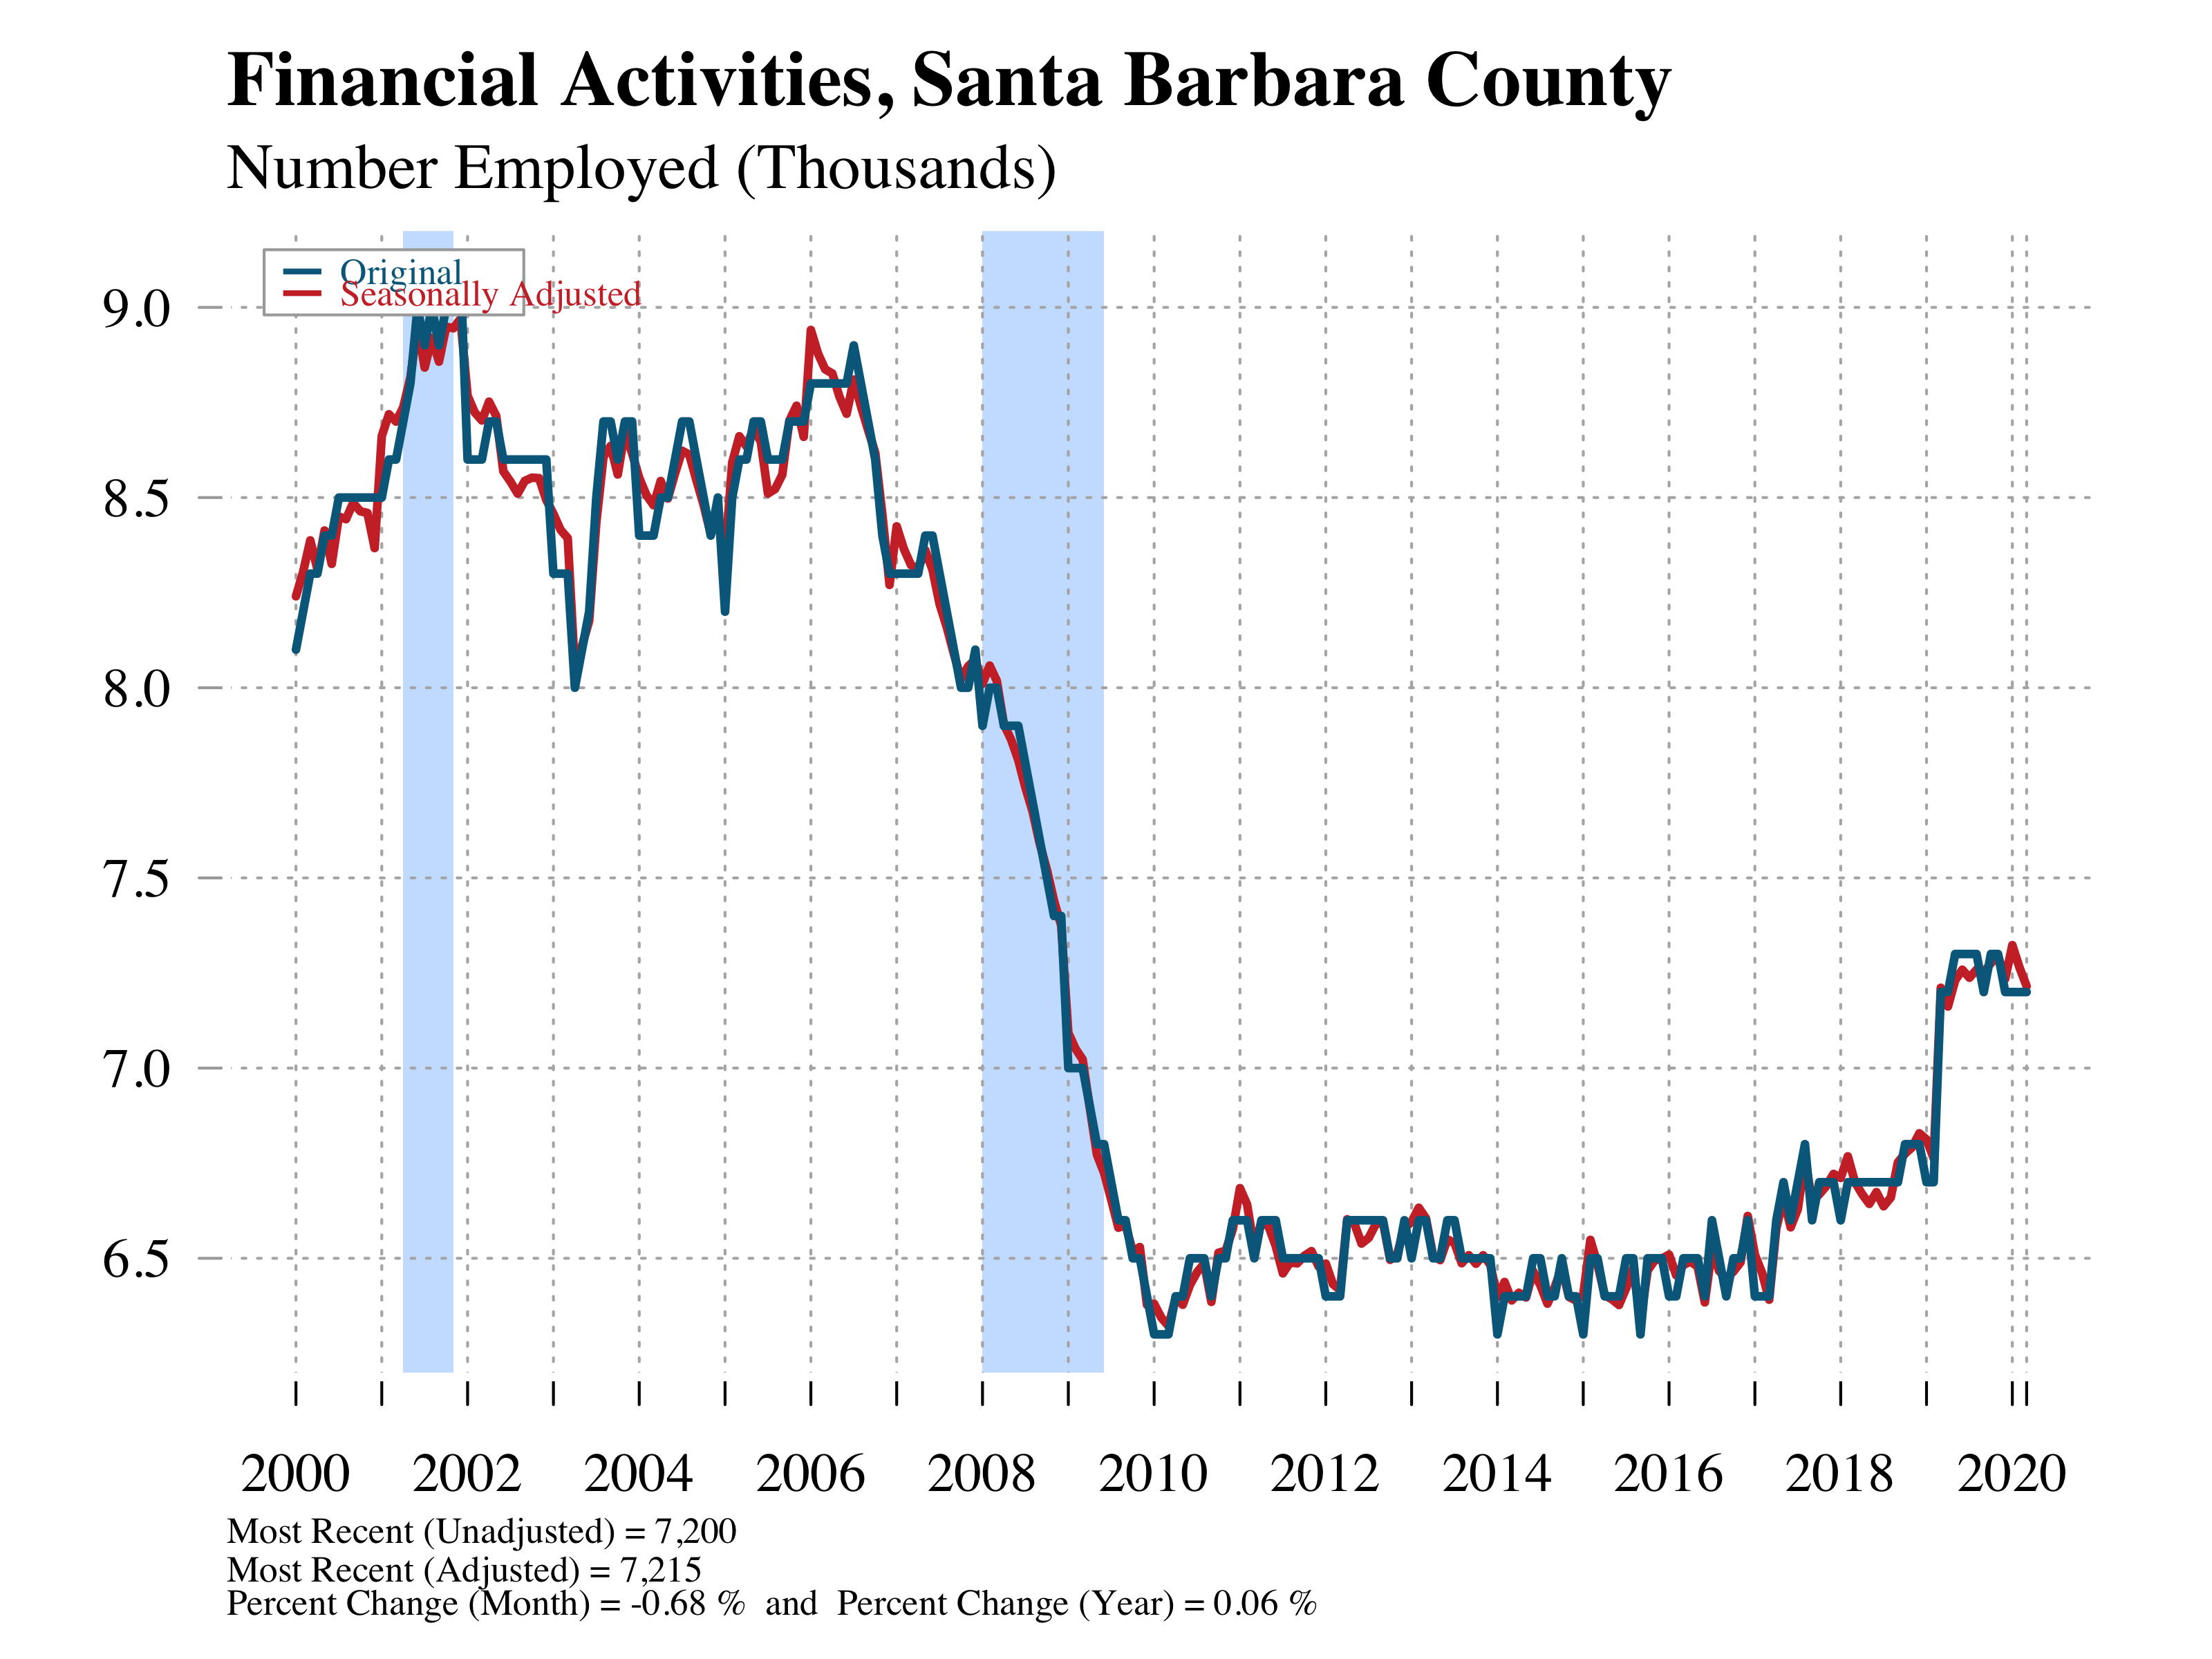 Financial Activities, Santa Barbara County
Number Employed (Thousands)
Original
Seasonally Adjusted
9.0
8.5
8.0
7.5
7.0
6.5
2000 2002 2004 2006 2008 2010 2012 2014 2016 2018 2020
Most Recent (Unadjusted) = 7,200
Most Recent (Adjusted) = 7,215
Percent Change (Month) = -0.68 % and Percent Change (Year) = 0.06 %